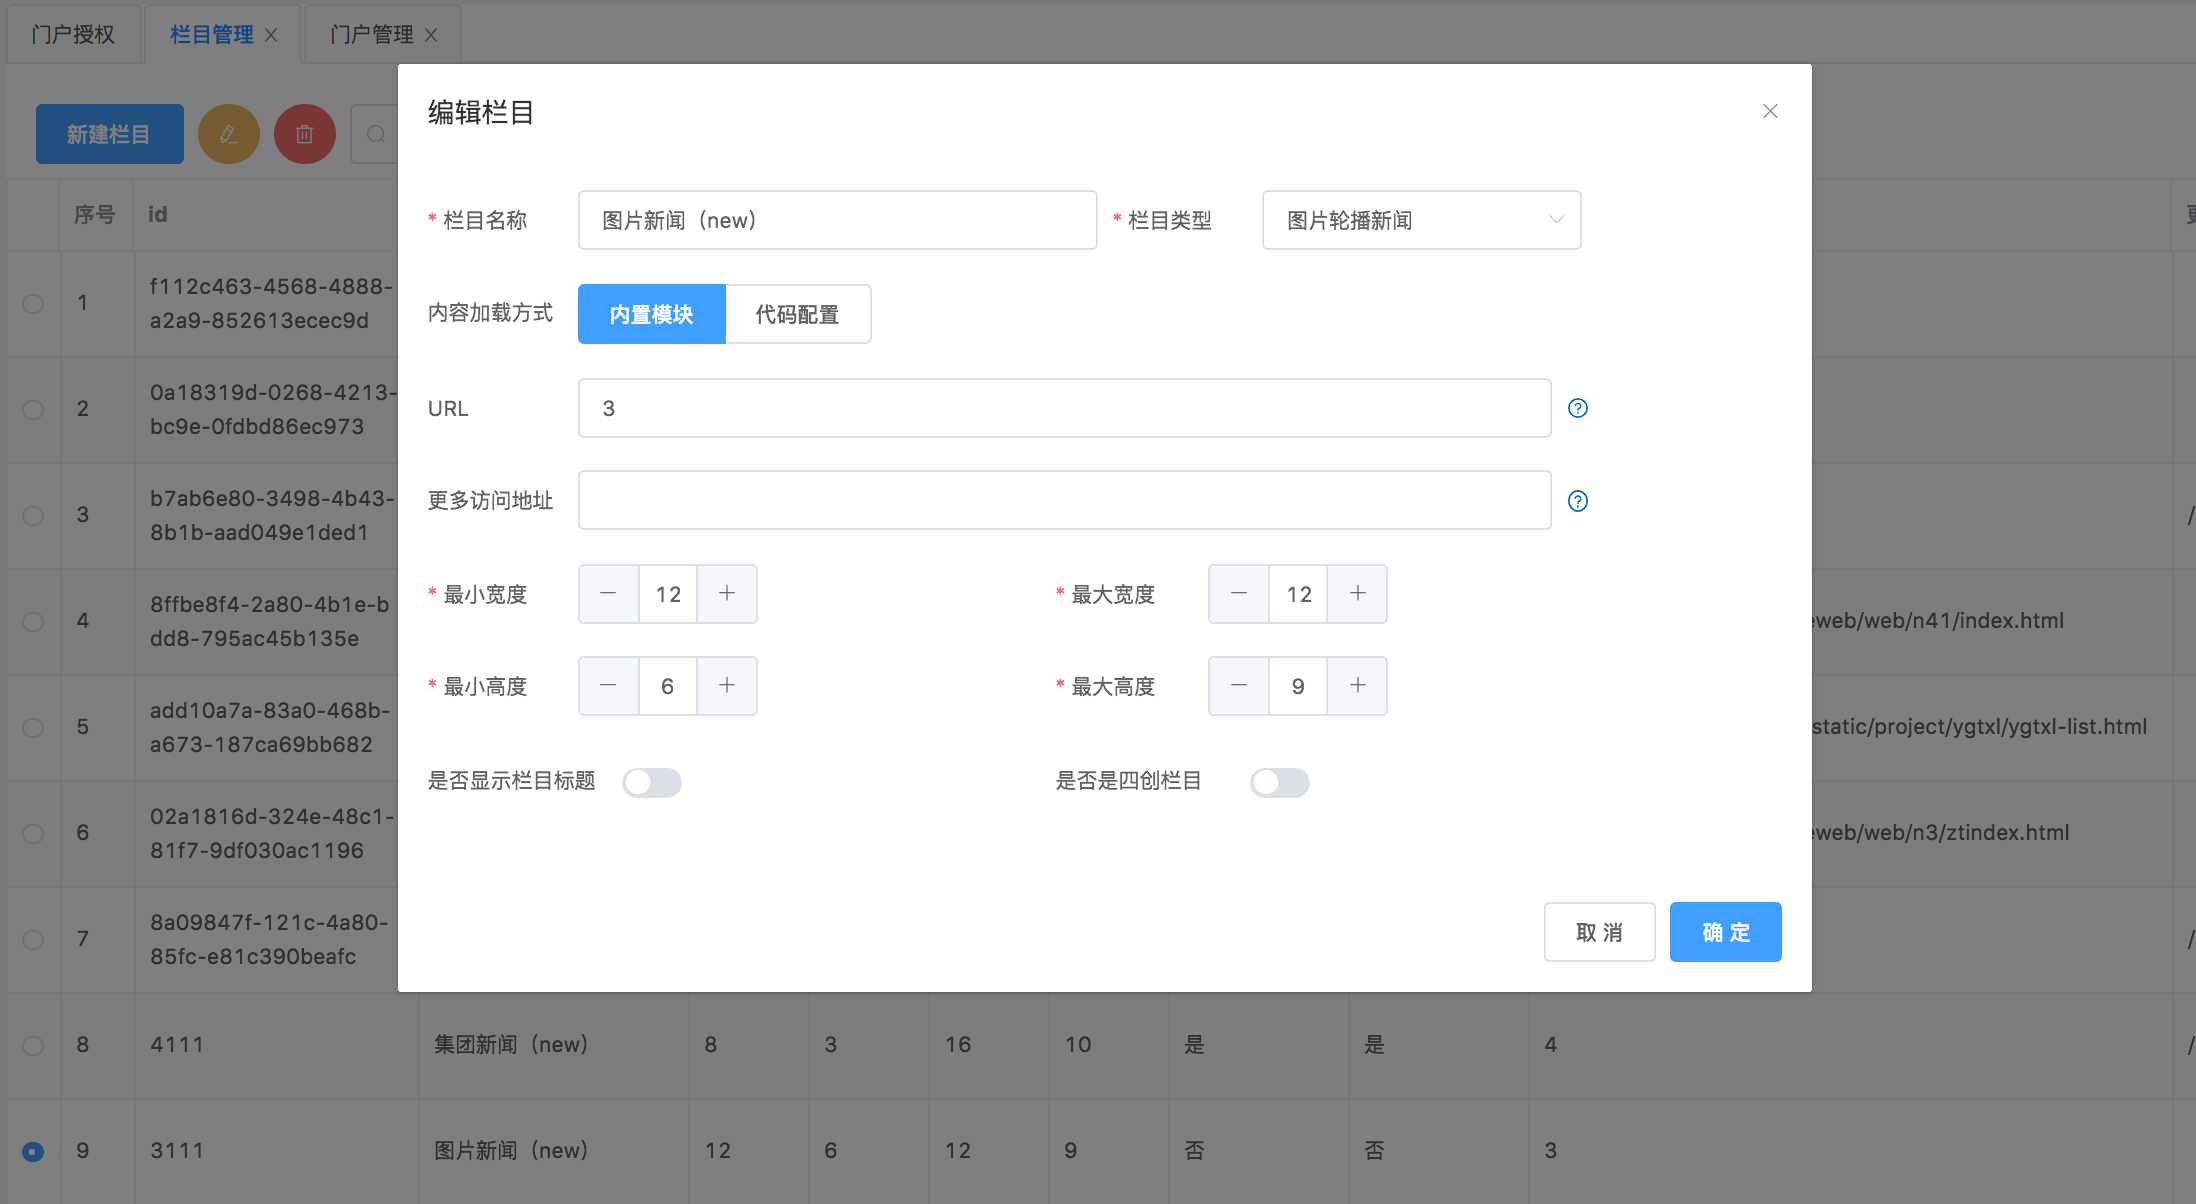 门户授权
栏目管理
门户管理
新建栏目
编辑栏目
* 栏目名称
图片新闻（new）
* 栏目类型
图片轮播新闻
内容加载方式
内置模块
代码配置
URL
3
更多访问地址
* 最小宽度
12
* 最大宽度
12
* 最小高度
6
* 最大高度
9
是否显示栏目标题
是否是四创栏目
取 消
确 定
序号 id
1 f112c463-4568-4888-
a2a9-852613ecec9d
2 0a18319d-0268-4213-
bc9e-0fdbd86ec973
3 b7ab6e80-3498-4b43-
8b1b-aad049e1ded1
/
4 8ffbe8f4-2a80-4b1e-b
dd8-795ac45b135e
web/web/n41/index.html
5 add10a7a-83a0-468b-
a673-187ca69bb682
static/project/ygtxl/ygtxl-list.html
6 02a1816d-324e-48c1-
81f7-9df030ac1196
web/web/n3/ztindex.html
7 8a09847f-121c-4a80-
85fc-e81c390beafc
/
8 4111 集团新闻（new） 8 3 16 10 是 是 4 /
9 3111 图片新闻（new） 12 6 12 9 否 否 3